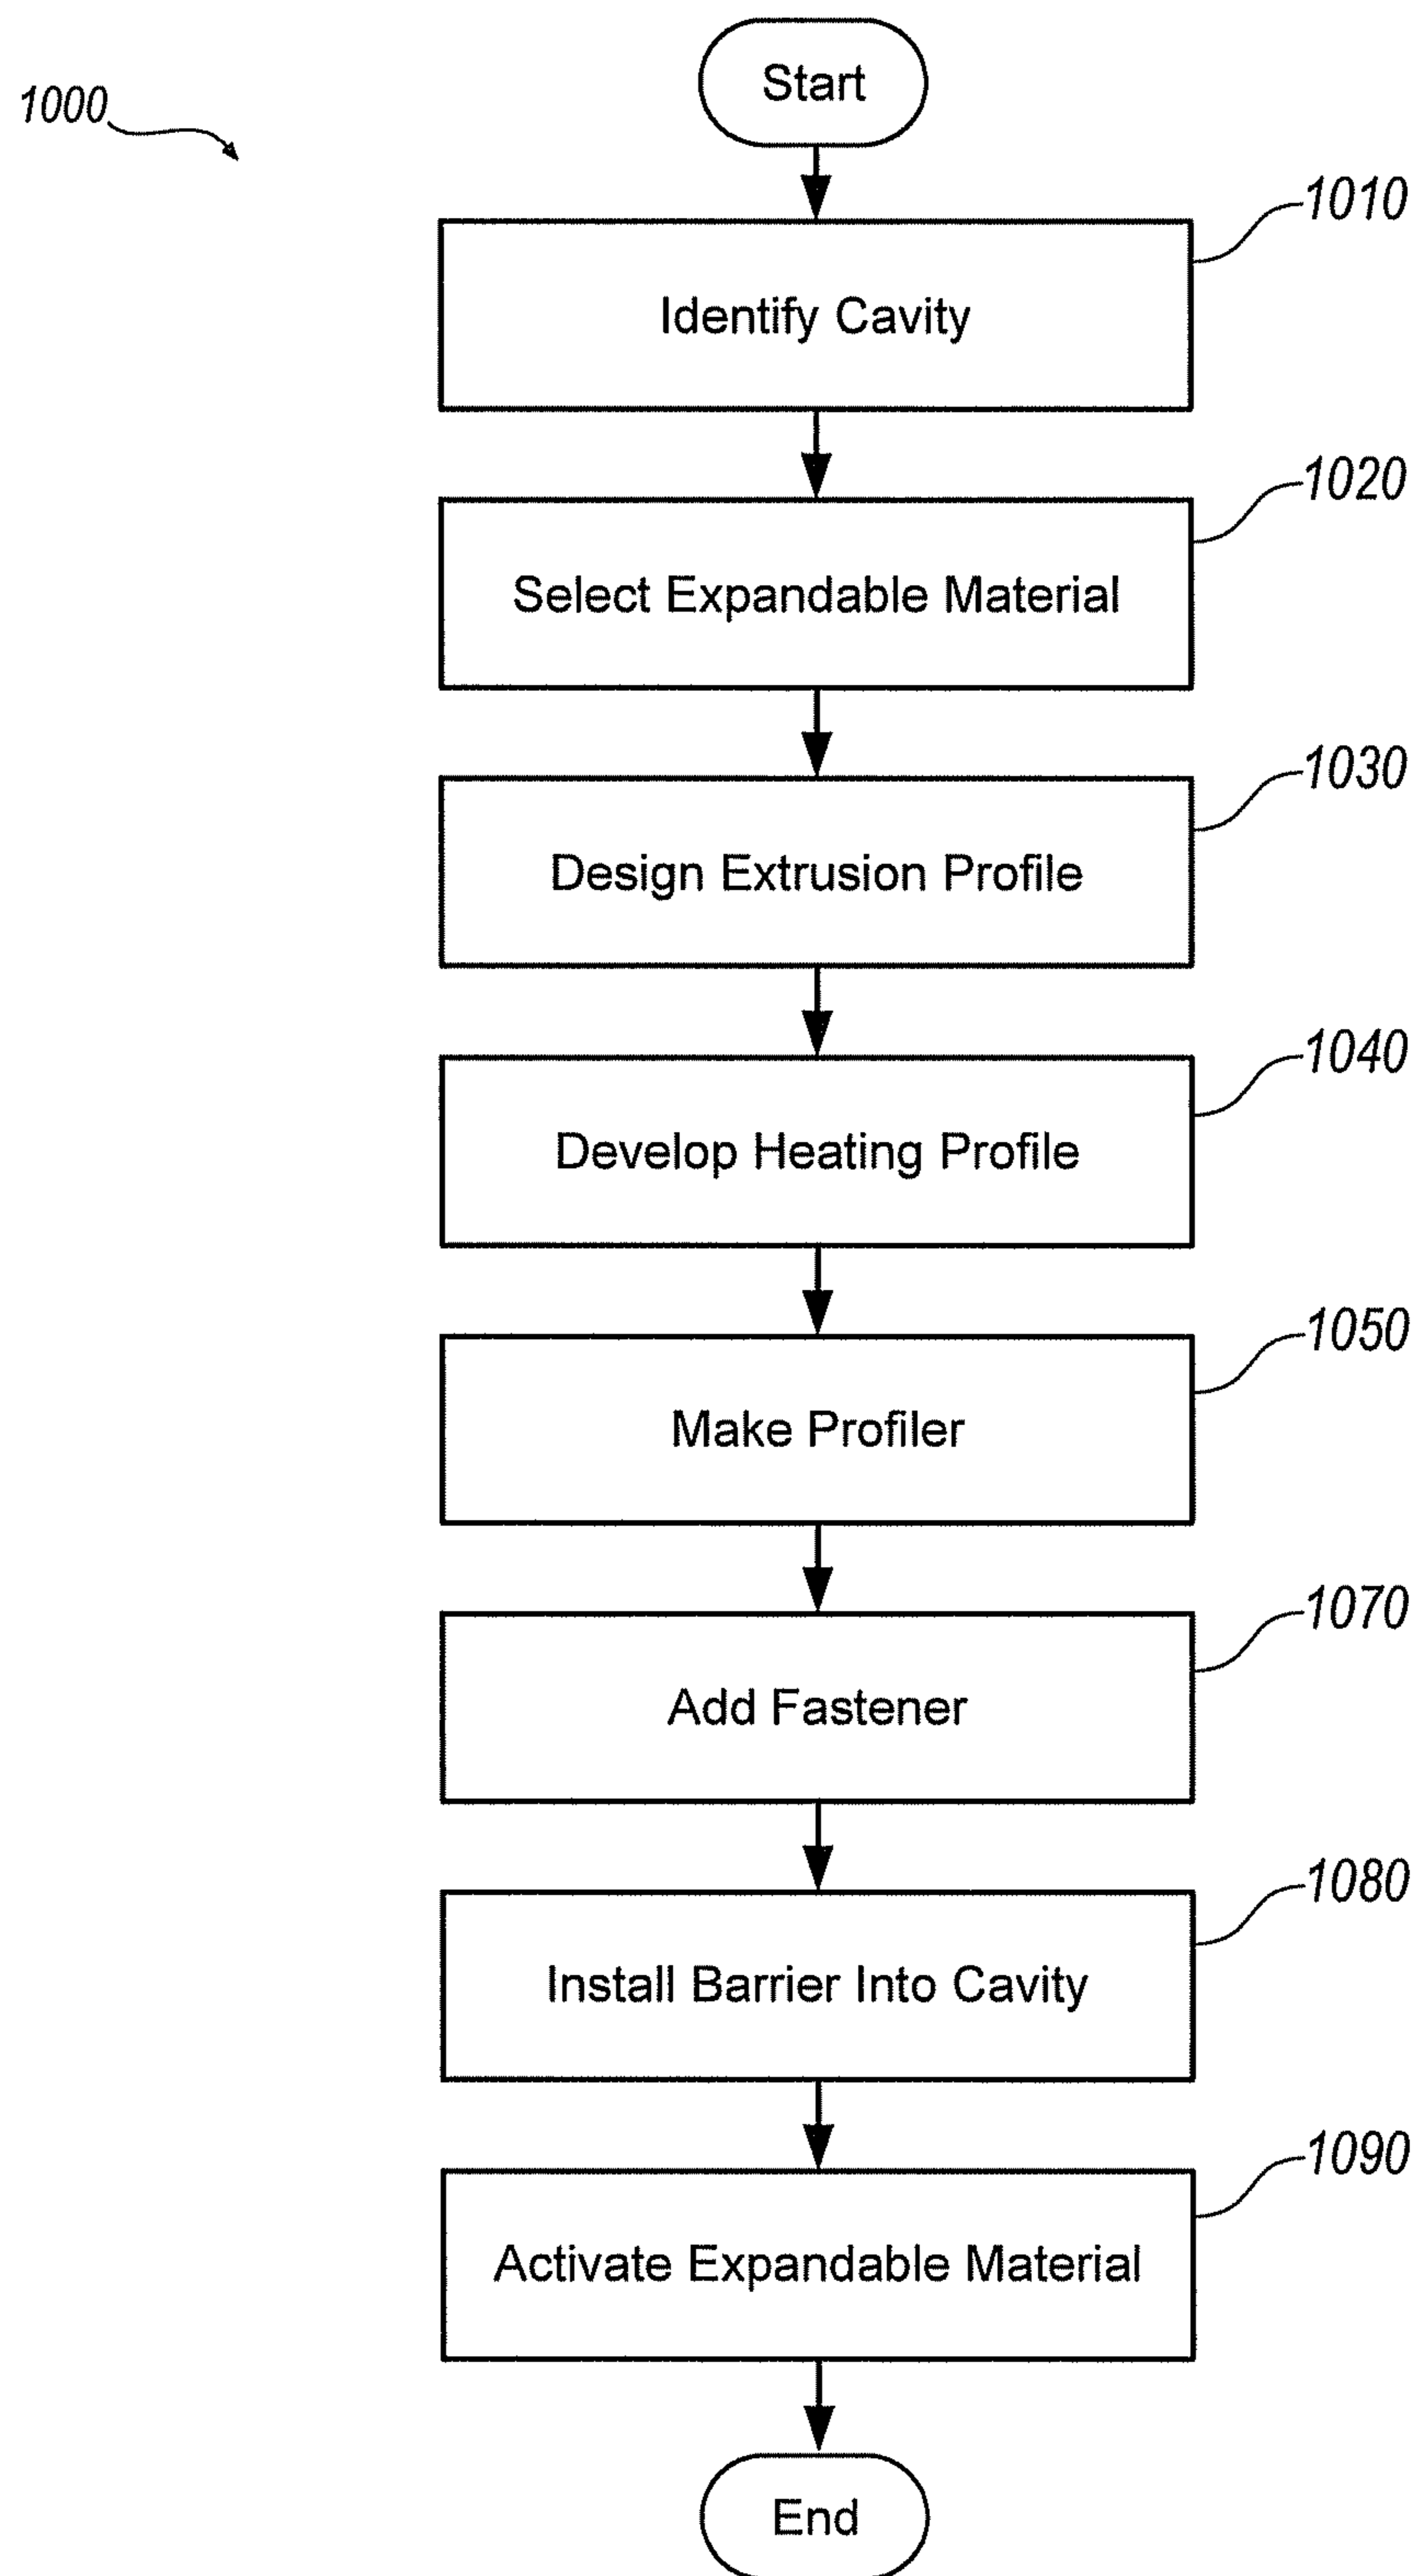 Start
1000
1010
Identify Cavity
1020
Select Expandable Material
1030
Design Extrusion Profile
1040
Develop Heating Profile
1050
Make Profiler
1070
Add Fastener
1080
Install Barrier Into Cavity
1090
Activate Expandable Material
End